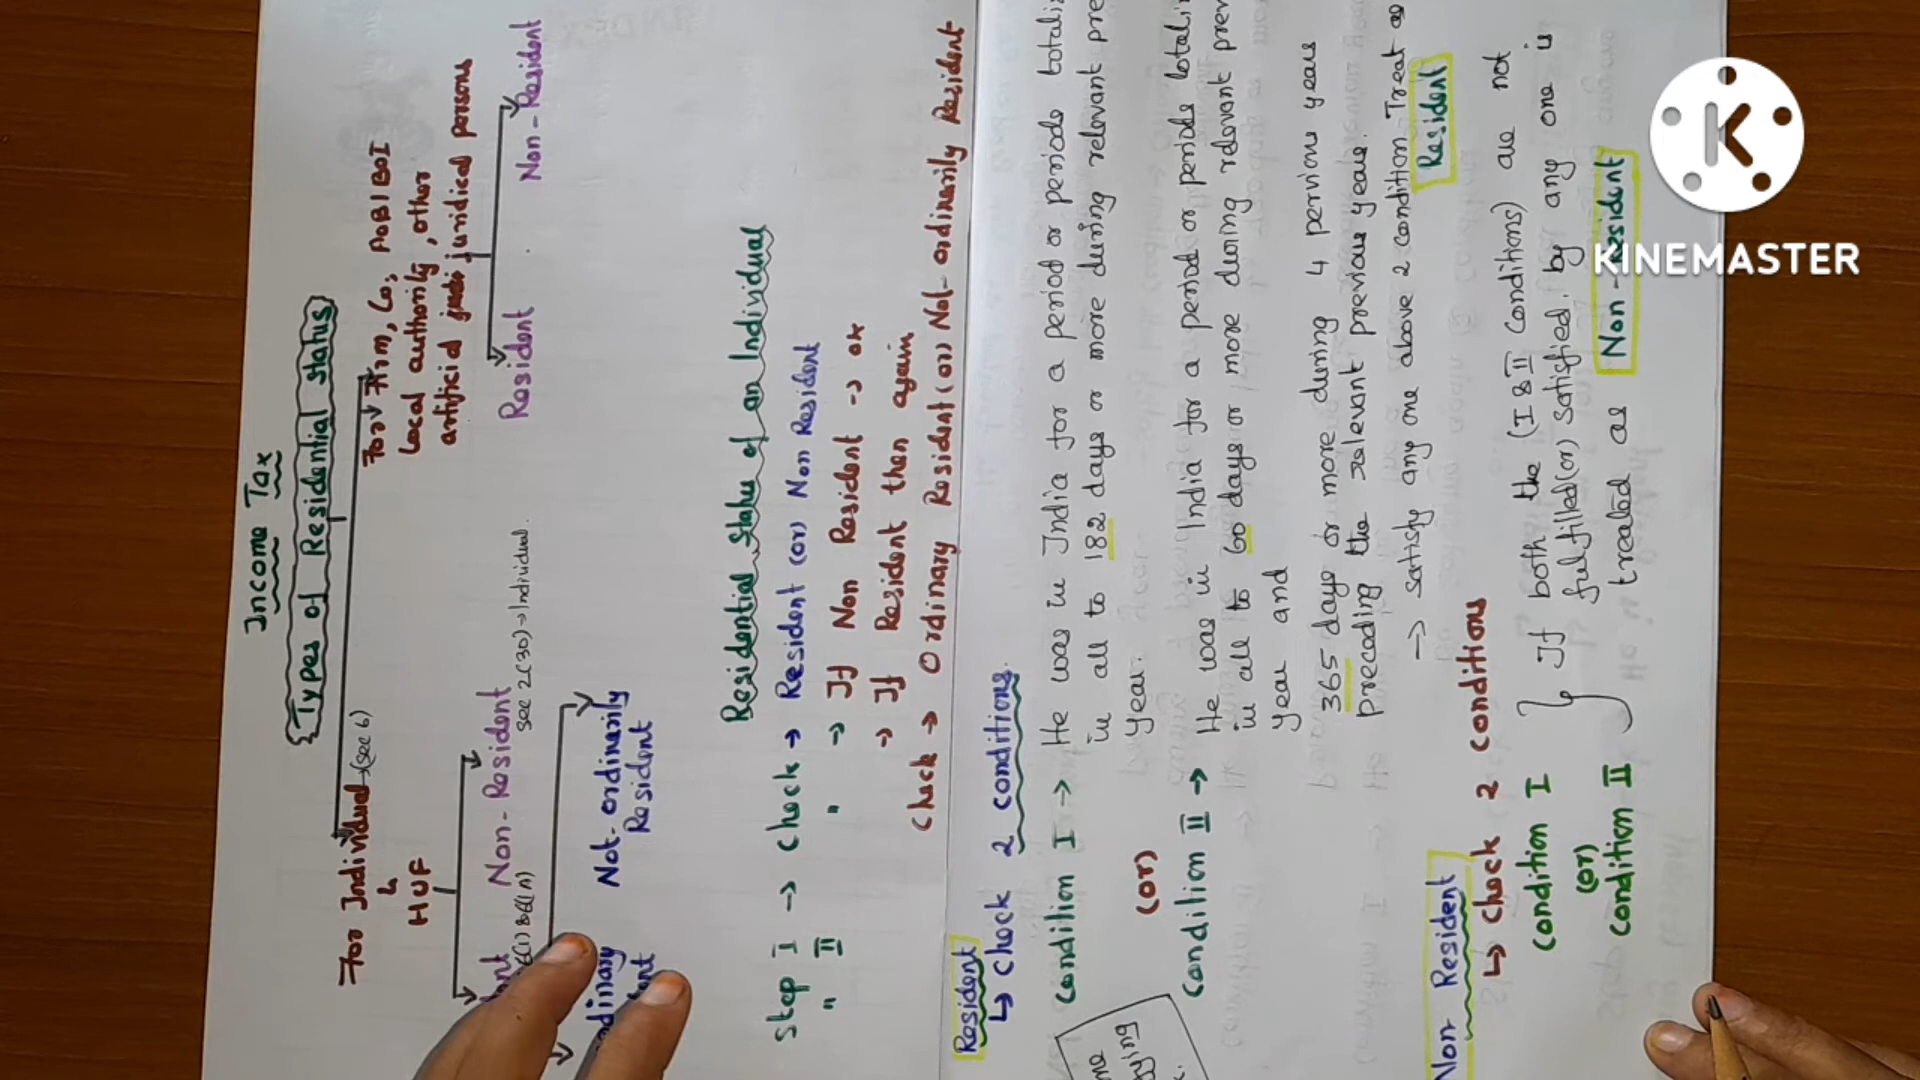 Income Tax
Types of Residential status
For Individual → (sec 6)
HUF
Non-Resident
6(1) & 6(1A)
sec 2(30) → Individual.
Not-ordinarily
Resident
For → Firm, Co, AOB/BOI
Local authority, other
artificial juridical persons
Resident
Non-Resident
Residential Status of an Individual
Step I → Check → Resident (or) Non Resident
" II " → If Non Resident → ok
→ If Resident then again
Check → Ordinary Resident (or) Not-ordinarily Resident
Resident
↳ Check 2 conditions.
Condition I → He was in India for a period or periods
in all to 182 days or more during relevant
year.
(or)
Condition II → He was in India for a period or periods
in all to 60 days or more during relevant
year and
365 days or more during 4 pervious years
preceding the relevant previous years.
→ satisfy any one above 2 condition Treat as
Resident
Non Resident
↳ Check 2 conditions
Condition I
(or)
Condition II
If both the (I & II Conditions) are not
fulfilled (or) satisfied by any one is
treated as Non-Resident
KINEMASTER